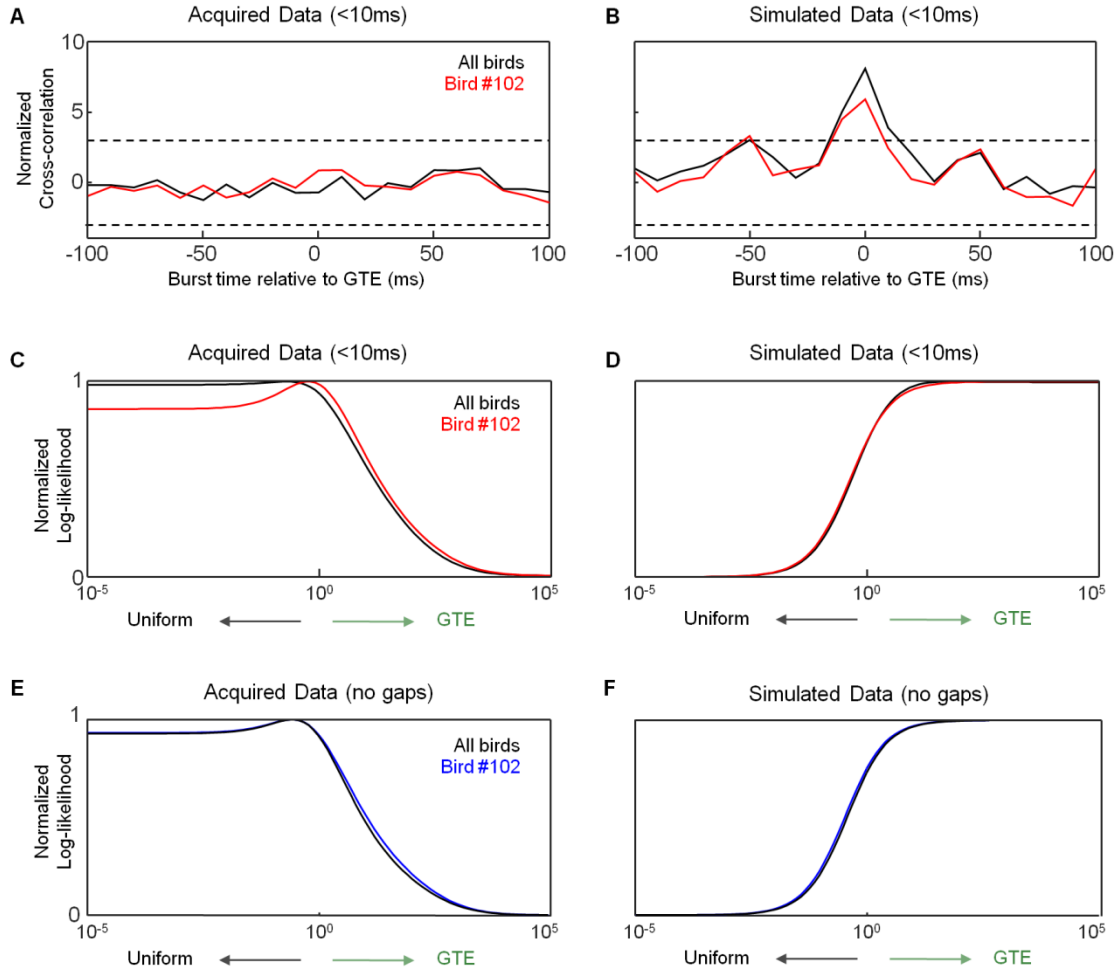 A
Acquired Data (<10ms)
Normalized
Cross-correlation
10
5
0
All birds
Bird #102
-100
-50
0
50
100
Burst time relative to GTE (ms)
B
Simulated Data (<10ms)
-100
-50
0
50
100
Burst time relative to GTE (ms)
C
Acquired Data (<10ms)
Normalized
Log-likelihood
1
0
All birds
Bird #102
10^-5
10^0
10^5
Uniform
GTE
D
Simulated Data (<10ms)
10^-5
10^0
10^5
Uniform
GTE
E
Acquired Data (no gaps)
Normalized
Log-likelihood
1
0
All birds
Bird #102
10^-5
10^0
10^5
Uniform
GTE
F
Simulated Data (no gaps)
10^-5
10^0
10^5
Uniform
GTE